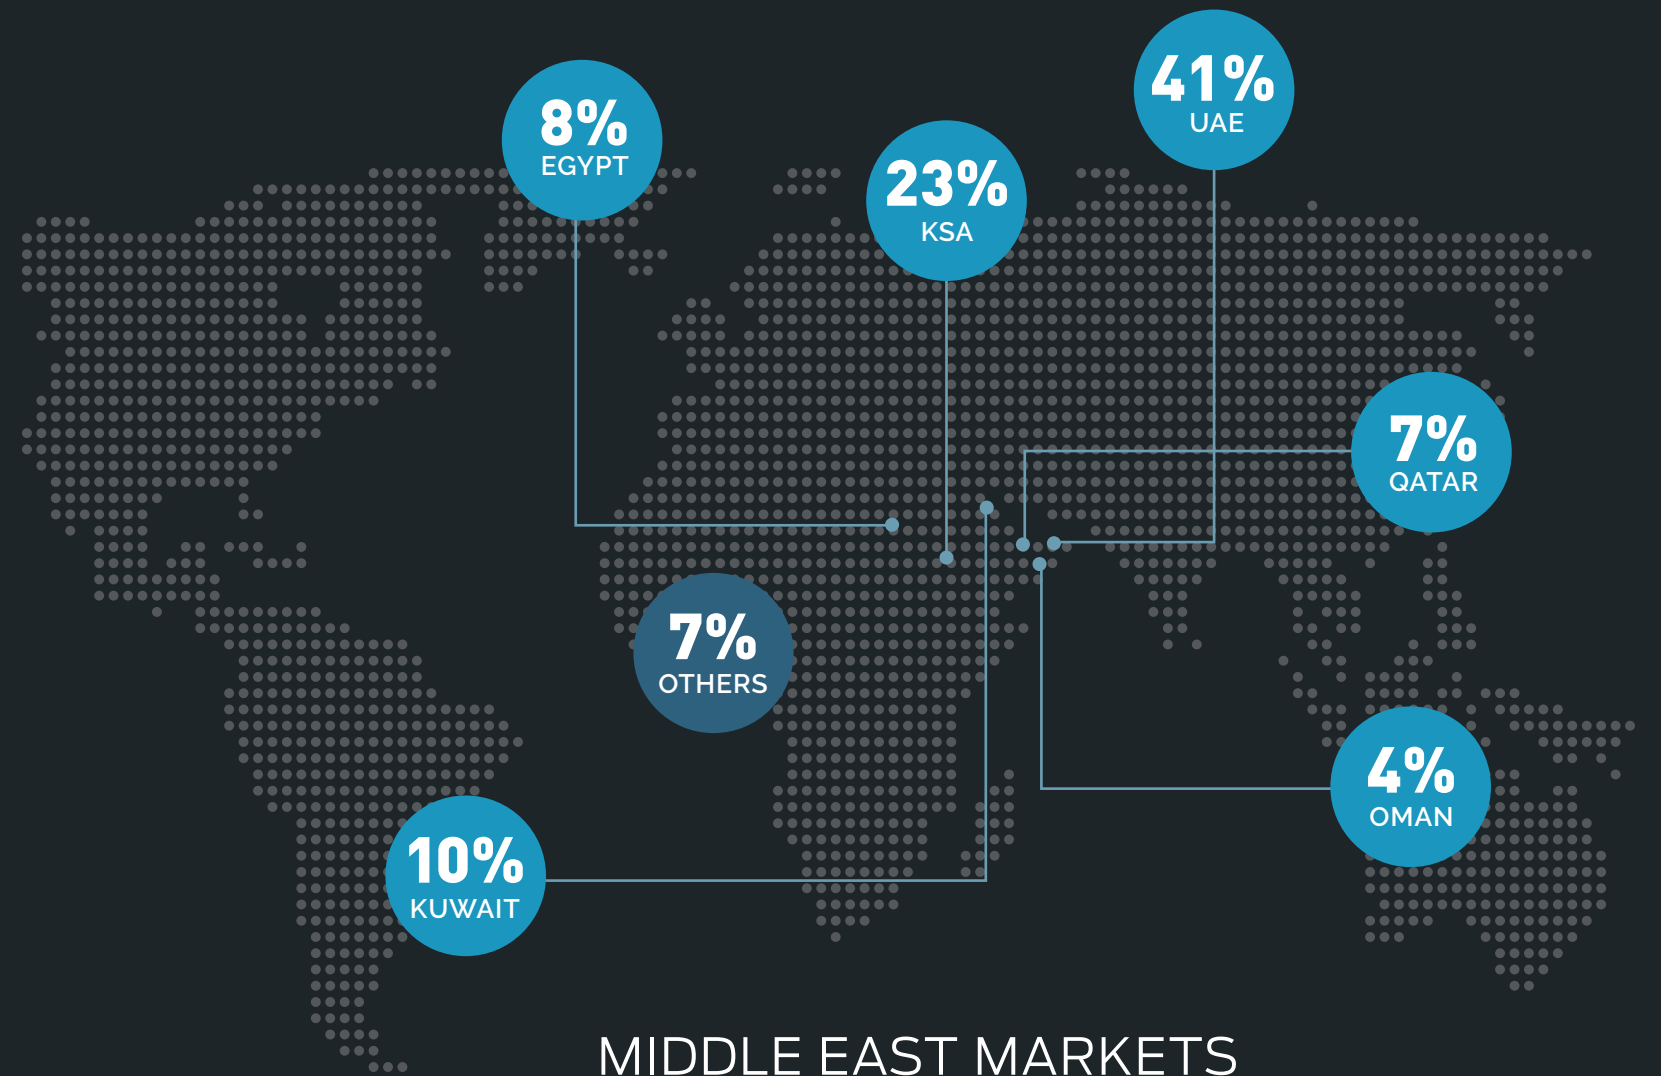 41%
UAE
8%
EGYPT
23%
KSA
7%
QATAR
7%
OTHERS
4%
OMAN
10%
KUWAIT
MIDDLE EAST MARKETS